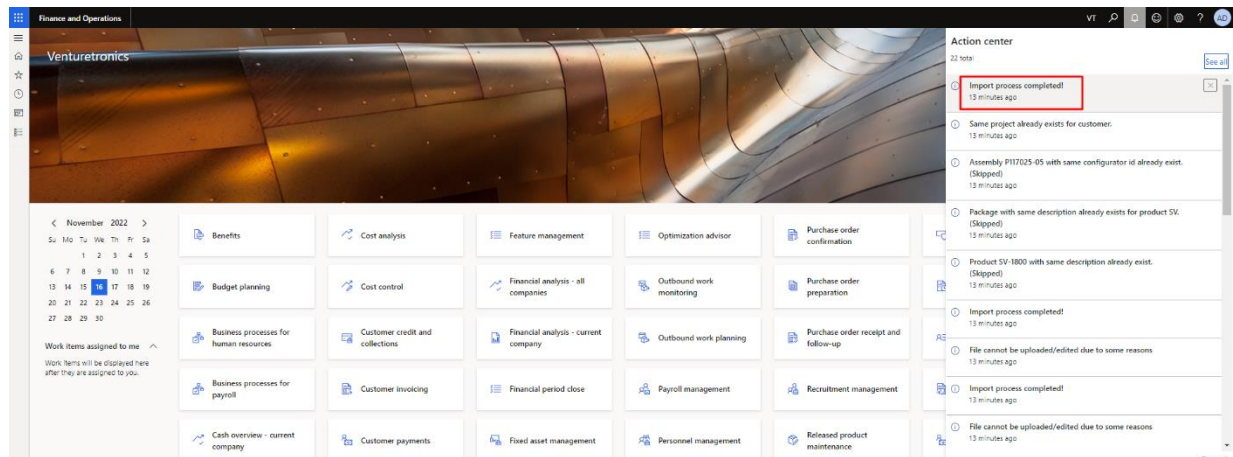 Finance and Operations
VT
?
AD
Venturetronics
Action center
22 total
See all
Import process completed!
13 minutes ago
Same project already exists for customer.
13 minutes ago
Assembly P117025-05 with same configurator id already exist.
(Skipped)
13 minutes ago
Package with same description already exists for product SV.
(Skipped)
13 minutes ago
Product SV-1800 with same description already exist.
(Skipped)
13 minutes ago
Import process completed!
13 minutes ago
File cannot be uploaded/edited due to some reasons
13 minutes ago
Import process completed!
13 minutes ago
File cannot be uploaded/edited due to some reasons
13 minutes ago
November 2022
Su Mo Tu We Th Fr Sa
1 2 3 4 5
6 7 8 9 10 11 12
13 14 15 16 17 18 19
20 21 22 23 24 25 26
27 28 29 30
Work items assigned to me
Work items will be displayed here
after they are assigned to you.
Benefits
Cost analysis
Feature management
Optimization advisor
Purchase order
confirmation
Budget planning
Cost control
Financial analysis - all
companies
Outbound work
monitoring
Purchase order
preparation
Business processes for
human resources
Customer credit and
collections
Financial analysis - current
company
Outbound work planning
Purchase order receipt and
follow-up
Business processes for
payroll
Customer invoicing
Financial period close
Payroll management
Recruitment management
Cash overview - current
company
Customer payments
Fixed asset management
Personnel management
Released product
maintenance